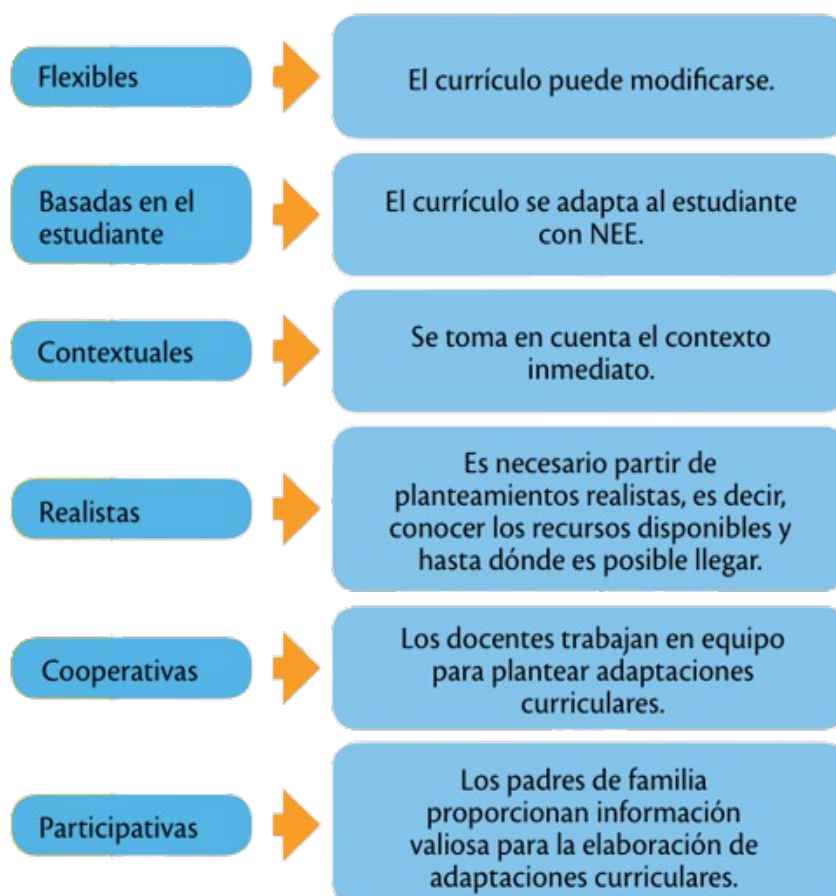 Flexibles
El currículo puede modificarse.
Basadas en el
estudiante
El currículo se adapta al estudiante
con NEE.
Contextuales
Se toma en cuenta el contexto
inmediato.
Realistas
Es necesario partir de
planteamientos realistas, es decir,
conocer los recursos disponibles y
hasta dónde es posible llegar.
Cooperativas
Los docentes trabajan en equipo
para plantear adaptaciones
curriculares.
Participativas
Los padres de familia
proporcionan información
valiosa para la elaboración de
adaptaciones curriculares.